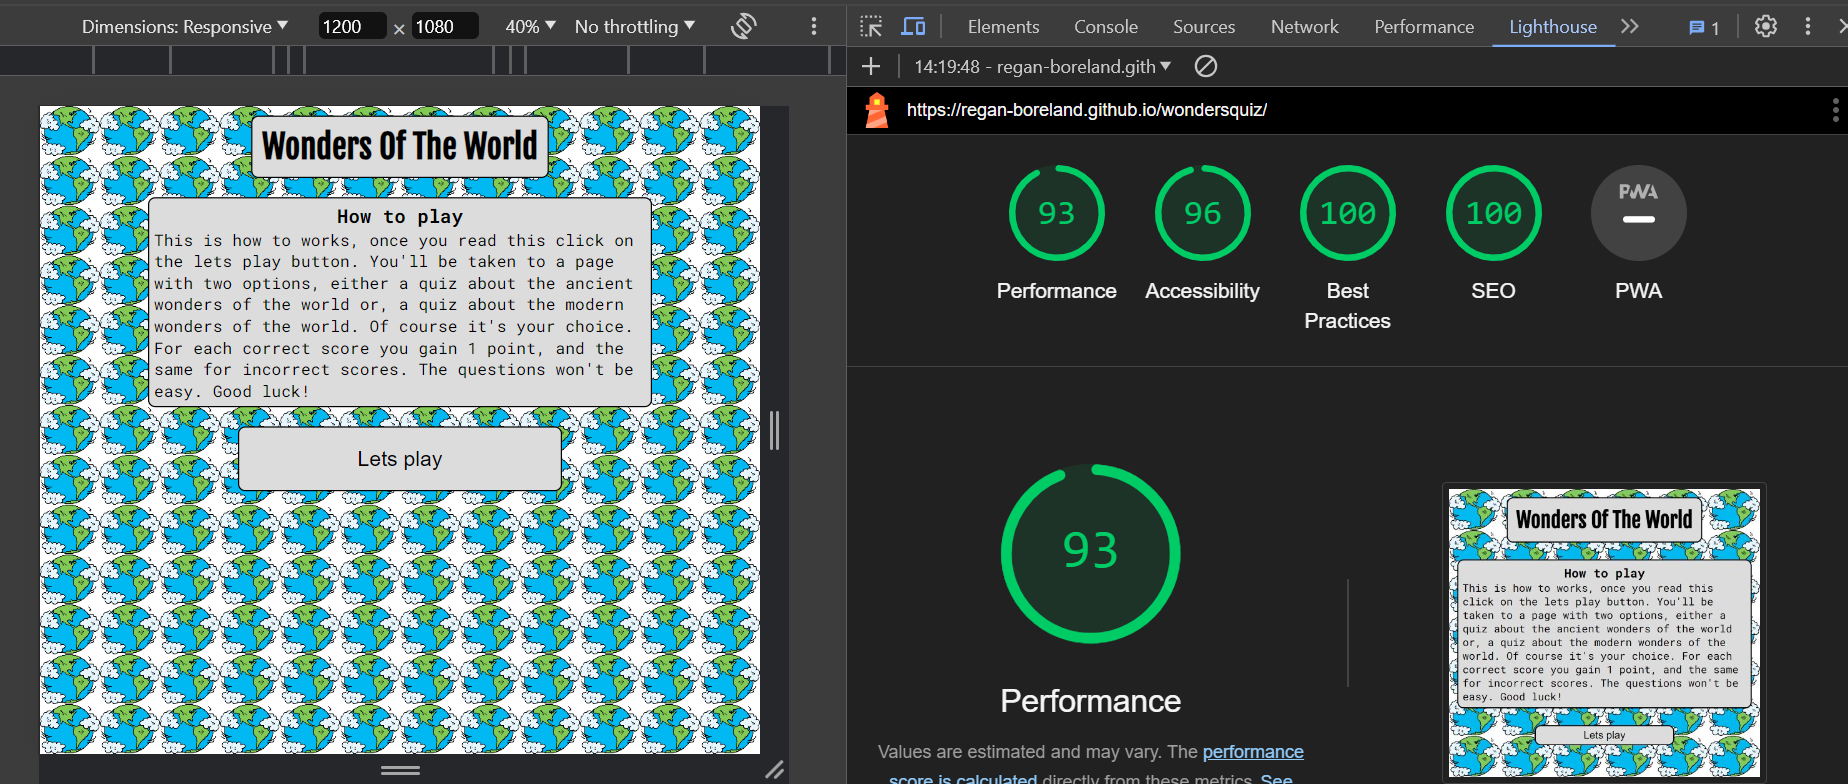 Dimensions: Responsive
1200 × 1080
40%
No throttling
Elements
Console
Sources
Network
Performance
Lighthouse
1
14:19:48 - regan-boreland.gith
https://regan-boreland.github.io/wondersquiz/
Wonders Of The World
How to play
This is how to works, once you read this click on
the lets play button. You'll be taken to a page
with two options, either a quiz about the ancient
wonders of the world or, a quiz about the modern
wonders of the world. Of course it's your choice.
For each correct score you gain 1 point, and the
same for incorrect scores. The questions won't be
easy. Good luck!
Lets play
93
Performance
96
Accessibility
100
Best
Practices
100
SEO
PWA
PWA
93
Performance
Values are estimated and may vary. The performance
score is calculated directly from these metrics. See
Wonders Of The World
How to play
This is how to works, once you read this
click on the lets play button. You'll be
taken to a page with two options, either a
quiz about the ancient wonders of the world
or, a quiz about the modern wonders of the
world. Of course it's your choice. For each
correct score you gain 1 point, and the same
for incorrect scores. The questions won't be
easy. Good luck!
Lets play